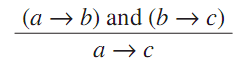 (a → b) and (b → c)
a → c